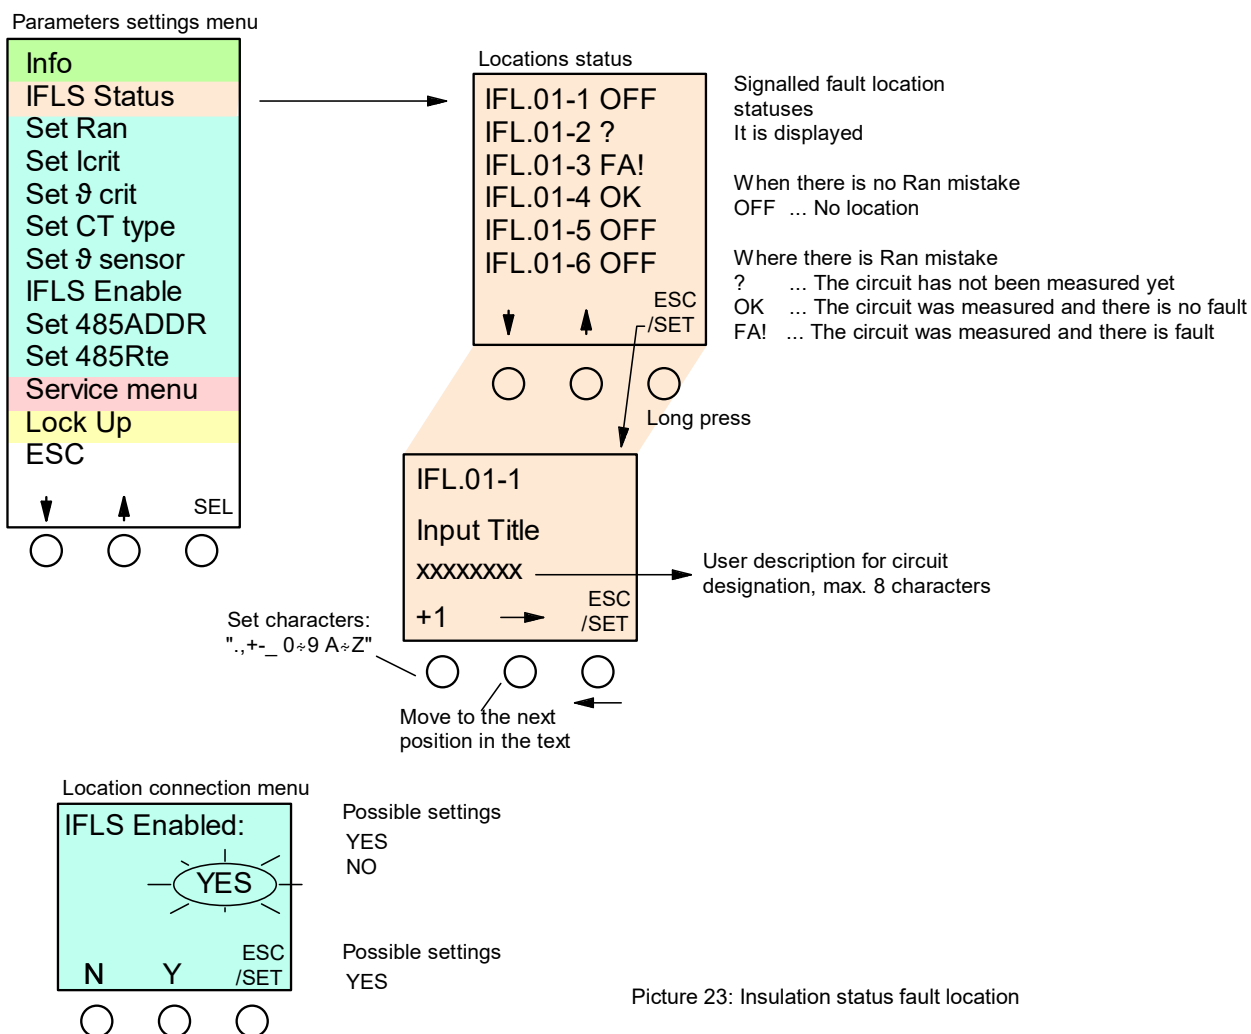 Parameters settings menu
Info
IFLS Status
Set Ran
Set Icrit
Set ϑ crit
Set CT type
Set ϑ sensor
IFLS Enable
Set 485ADDR
Set 485Rte
Service menu
Lock Up
ESC
SEL
Locations status
IFL.01-1 OFF
IFL.01-2 ?
IFL.01-3 FA!
IFL.01-4 OK
IFL.01-5 OFF
IFL.01-6 OFF
ESC
/SET
Long press
Signalled fault location
statuses
It is displayed
When there is no Ran mistake
OFF ... No location
Where there is Ran mistake
? ... The circuit has not been measured yet
OK ... The circuit was measured and there is no fault
FA! ... The circuit was measured and there is fault
IFL.01-1
Input Title
xxxxxxxx
+1
ESC
/SET
User description for circuit
designation, max. 8 characters
Set characters:
".,+-_ 0÷9 A÷Z"
Move to the next
position in the text
Location connection menu
IFLS Enabled:
YES
N Y
ESC
/SET
Possible settings
YES
NO
Possible settings
YES
Picture 23: Insulation status fault location